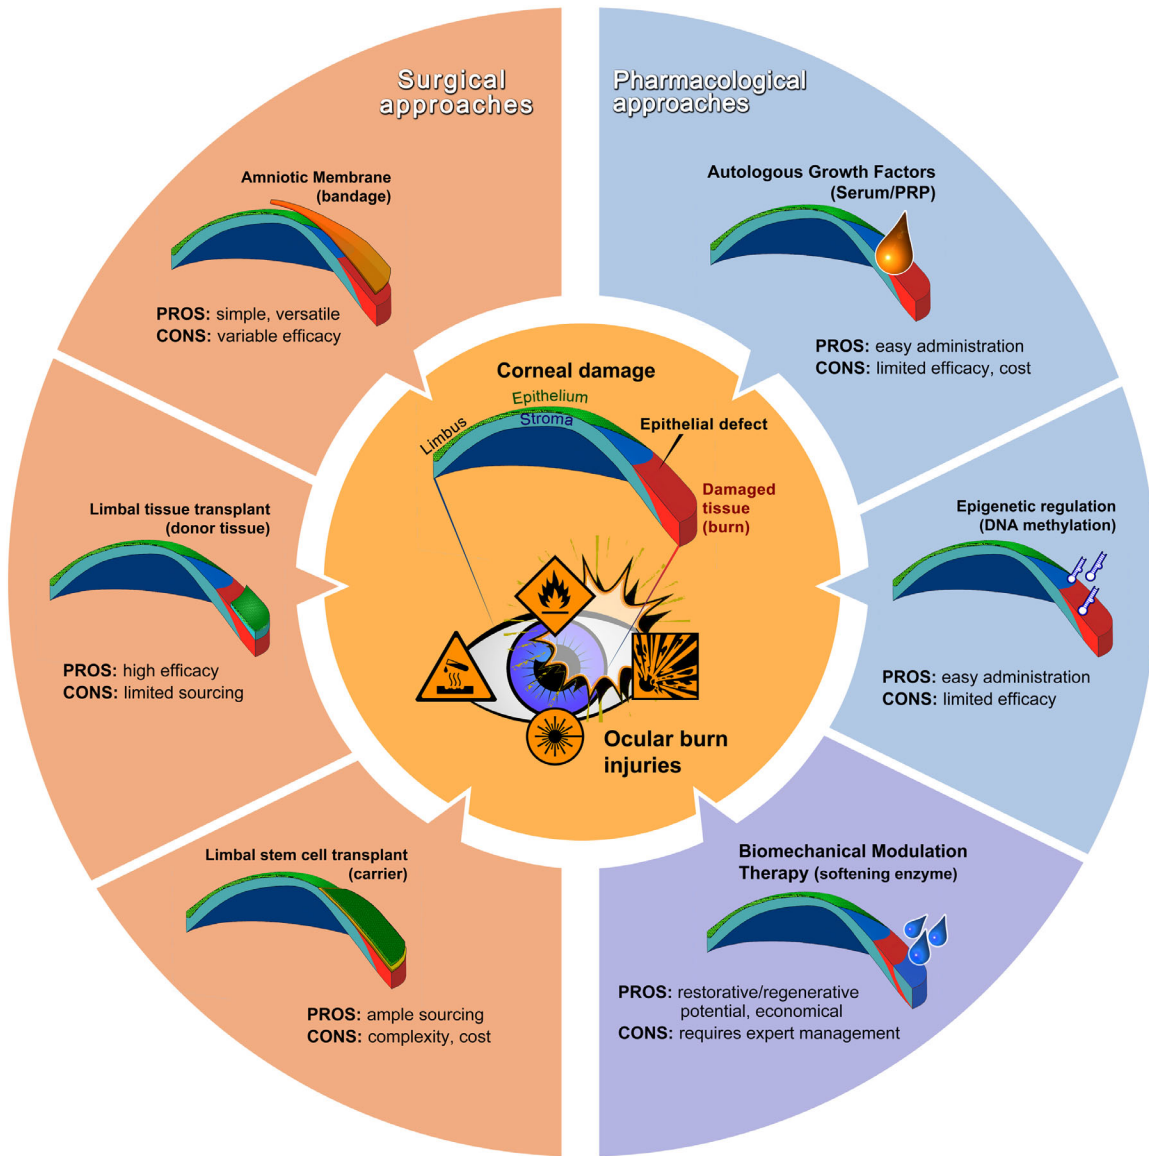 Surgical
approaches
Pharmacological
approaches
Amniotic Membrane
(bandage)
PROS: simple, versatile
CONS: variable efficacy
Autologous Growth Factors
(Serum/PRP)
PROS: easy administration
CONS: limited efficacy, cost
Corneal damage
Epithelium
Limbus
Stroma
Epithelial defect
Damaged
tissue
(burn)
Ocular burn
injuries
Limbal tissue transplant
(donor tissue)
PROS: high efficacy
CONS: limited sourcing
Epigenetic regulation
(DNA methylation)
PROS: easy administration
CONS: limited efficacy
Limbal stem cell transplant
(carrier)
PROS: ample sourcing
CONS: complexity, cost
Biomechanical Modulation
Therapy (softening enzyme)
PROS: restorative/regenerative
potential, economical
CONS: requires expert management